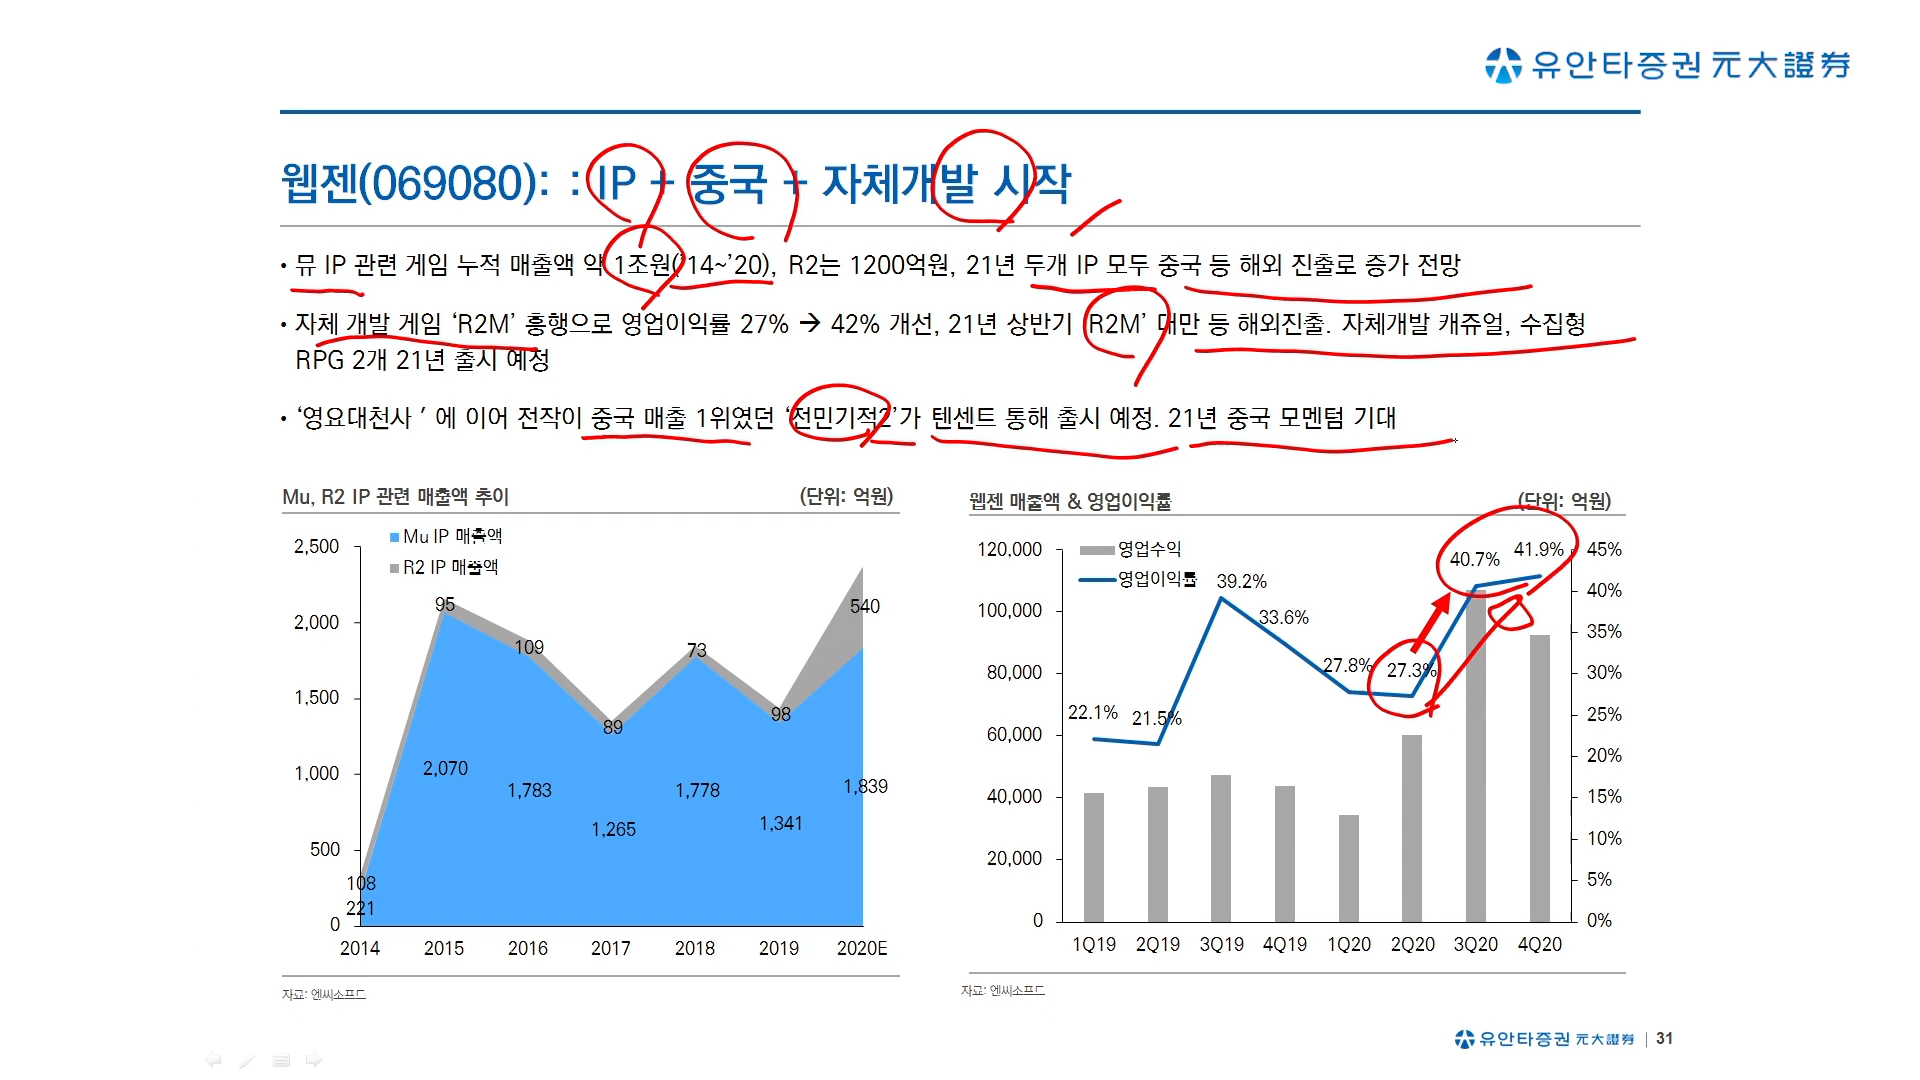 유안타증권 元大證券
웹젠(069080): : IP + 중국 + 자체개발 시작
• 뮤 IP 관련 게임 누적 매출액 약 1조원('14~'20), R2는 1200억원, 21년 두개 IP 모두 중국 등 해외 진출로 증가 전망
• 자체 개발 게임 ‘R2M’ 흥행으로 영업이익률 27% → 42% 개선, 21년 상반기 R2M’ 대만 등 해외진출. 자체개발 캐쥬얼, 수집형
RPG 2개 21년 출시 예정
• ‘영요대천사 ’ 에 이어 전작이 중국 매출 1위였던 ‘전민기적2’가 텐센트 통해 출시 예정. 21년 중국 모멘텀 기대
Mu, R2 IP 관련 매출액 추이 (단위: 억원)
Mu IP 매출액
R2 IP 매출액
2,500
2,000
1,500
1,000
500
0
95
109
89
73
98
540
108
221
2,070
1,783
1,265
1,778
1,341
1,839
2014 2015 2016 2017 2018 2019 2020E
자료: 엔씨소프드
웹젠 매출액 & 영업이익률 (단위: 억원)
영업수익
영업이익률
120,000
100,000
80,000
60,000
40,000
20,000
0
22.1% 21.5% 39.2% 33.6% 27.8% 27.3% 40.7% 41.9%
45%
40%
35%
30%
25%
20%
15%
10%
5%
0%
1Q19 2Q19 3Q19 4Q19 1Q20 2Q20 3Q20 4Q20
자료: 엔씨소프드
유안타증권 元大證券 | 31